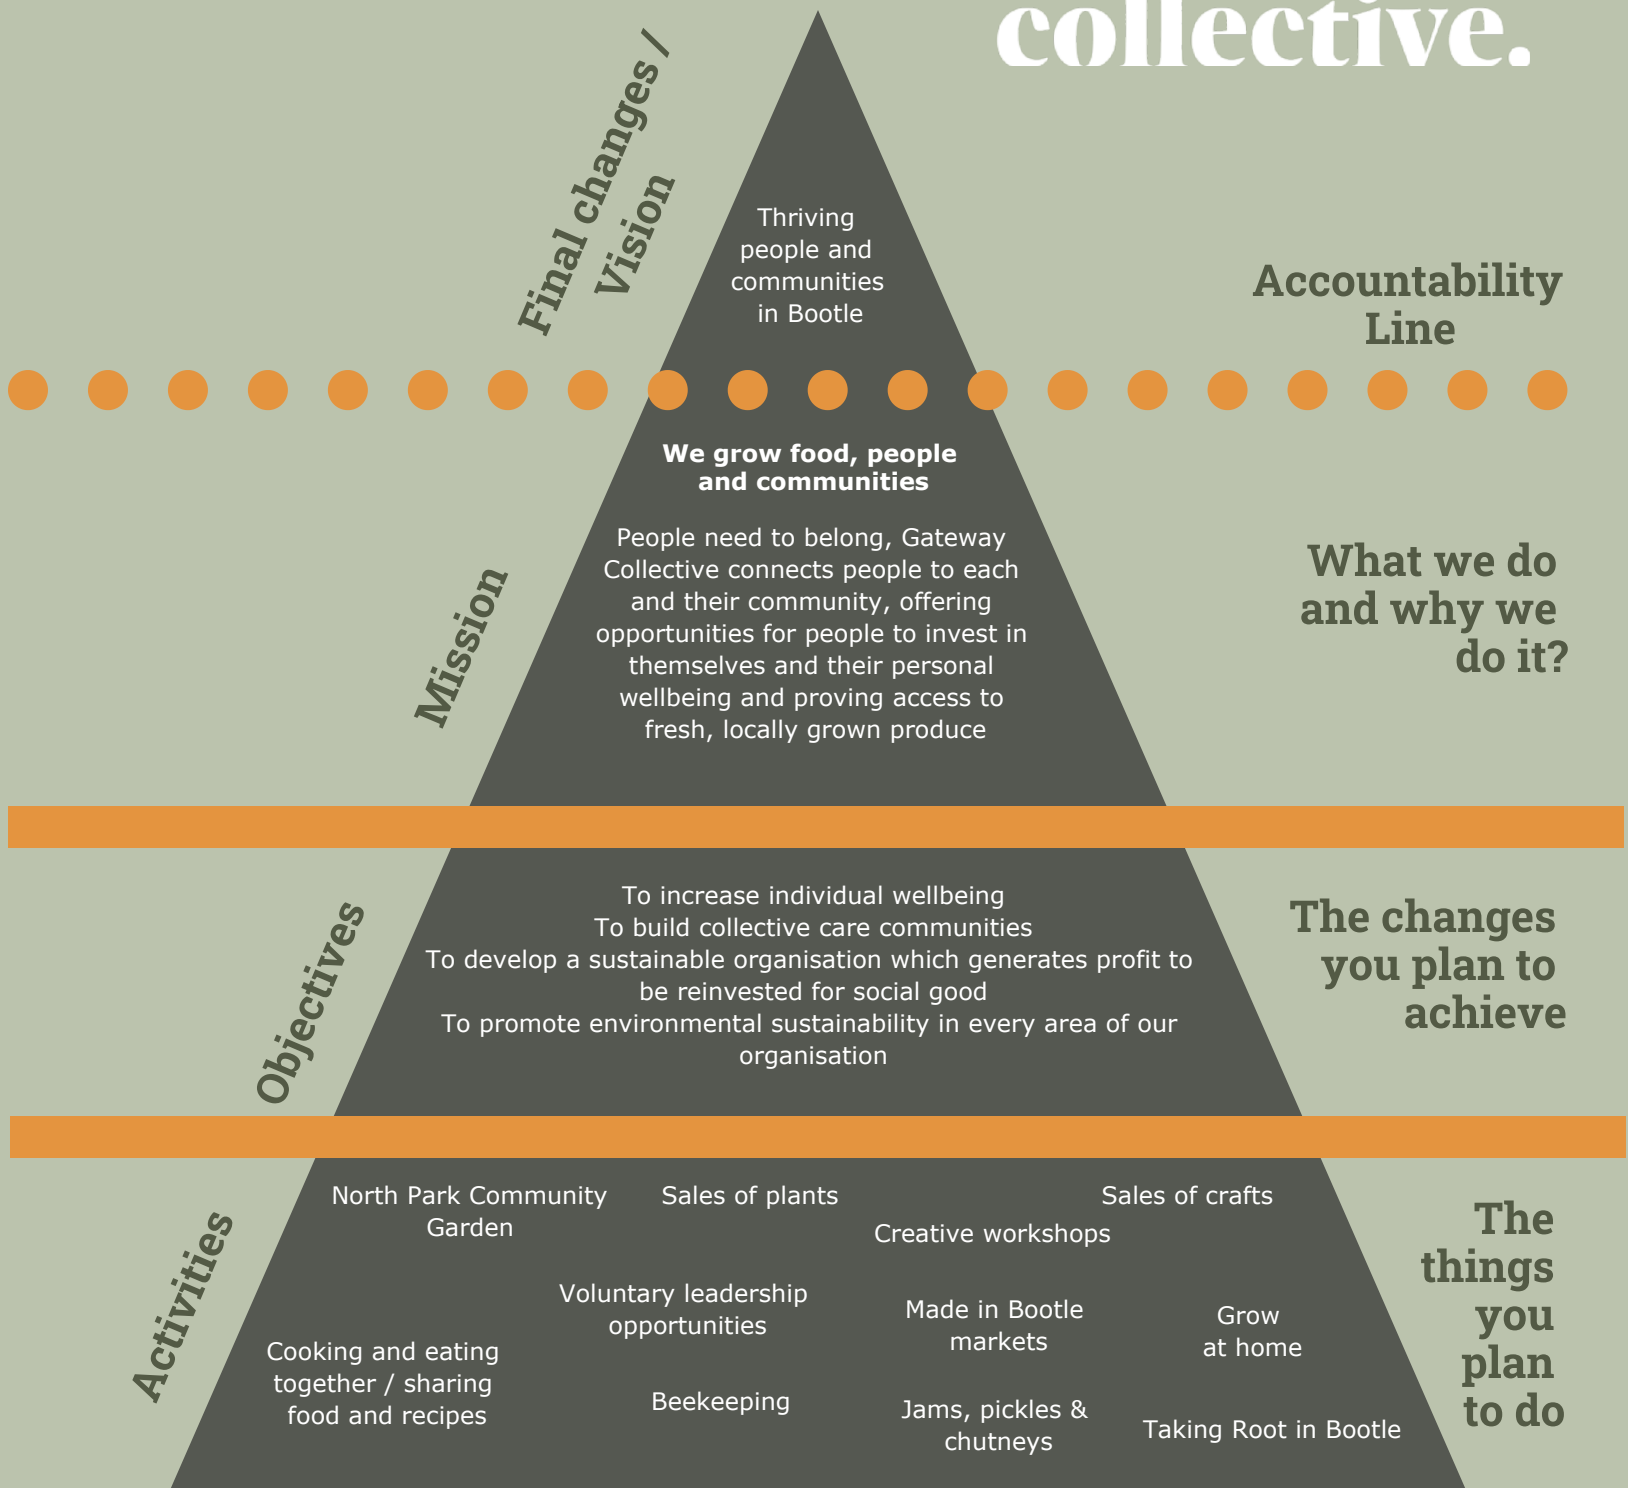 collective.
Final changes /
Vision
Thriving
people and
communities
in Bootle
Accountability
Line
We grow food, people
and communities
People need to belong, Gateway
Collective connects people to each
and their community, offering
opportunities for people to invest in
themselves and their personal
wellbeing and proving access to
fresh, locally grown produce
Mission
What we do
and why we
do it?
Objectives
To increase individual wellbeing
To build collective care communities
To develop a sustainable organisation which generates profit to
be reinvested for social good
To promote environmental sustainability in every area of our
organisation
The changes
you plan to
achieve
Activities
North Park Community
Garden
Sales of plants
Creative workshops
Sales of crafts
Voluntary leadership
opportunities
Made in Bootle
markets
Grow
at home
Cooking and eating
together / sharing
food and recipes
Beekeeping
Jams, pickles &
chutneys
Taking Root in Bootle
The
things
you
plan
to do